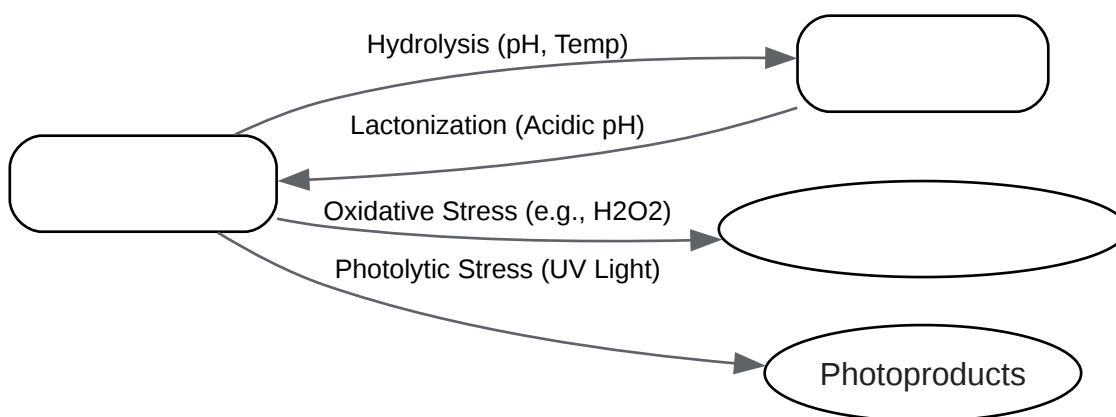 Hydrolysis (pH, Temp)
Lactonization (Acidic pH)
Oxidative Stress (e.g., H2O2)
Photolytic Stress (UV Light)
Photoproducts